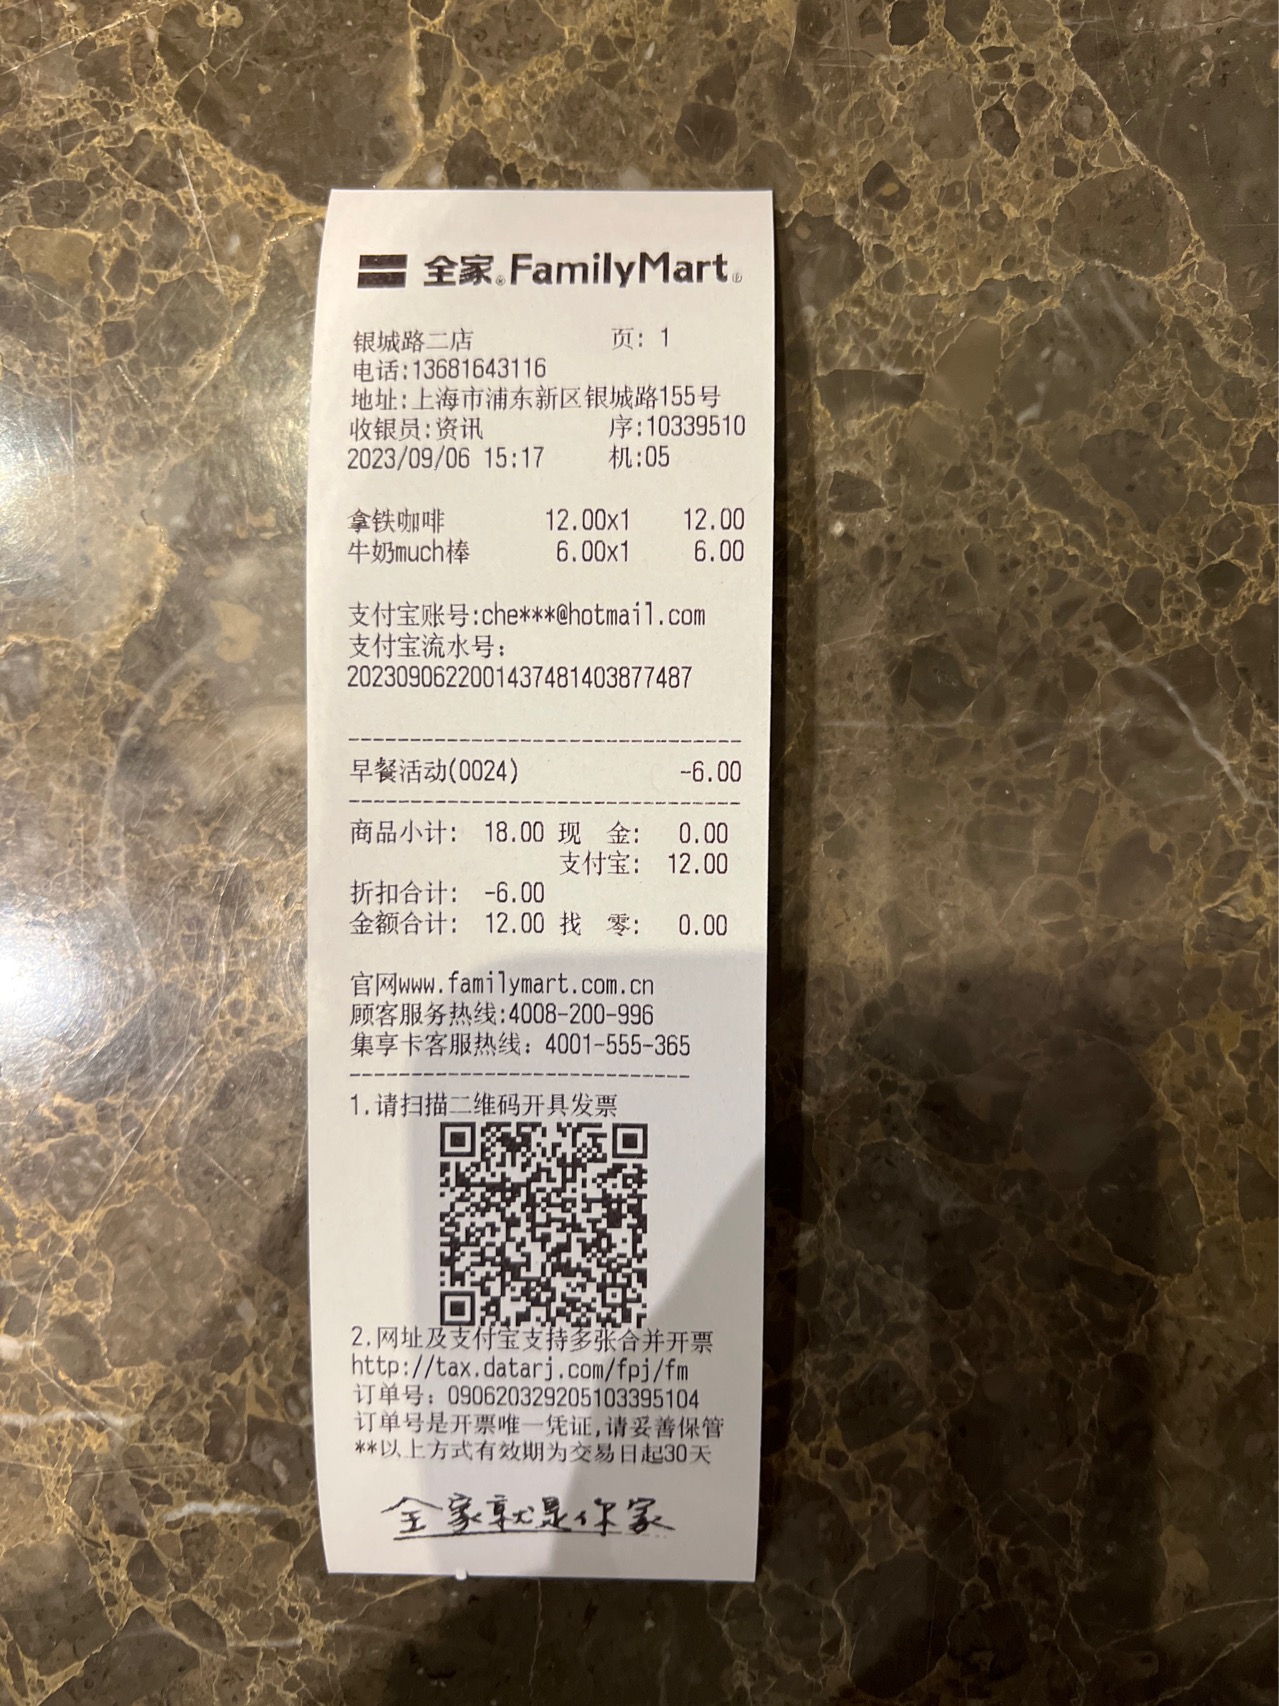 全家 FamilyMart
银城路二店 页: 1
电话:13681643116
地址:上海市浦东新区银城路155号
收银员:资讯 序:10339510
2023/09/06 15:17 机:05
拿铁咖啡 12.00x1 12.00
牛奶much棒 6.00x1 6.00
支付宝账号:che***@hotmail.com
支付宝流水号:
2023090622001437481403877487
早餐活动(0024) -6.00
商品小计: 18.00 现 金: 0.00
支付宝: 12.00
折扣合计: -6.00
金额合计: 12.00 找 零: 0.00
官网www.familymart.com.cn
顾客服务热线:4008-200-996
集享卡客服热线: 4001-555-365
1.请扫描二维码开具发票
2.网址及支付宝支持多张合并开票
http://tax.datarj.com/fpj/fm
订单号: 090620329205103395104
订单号是开票唯一凭证,请妥善保管
**以上方式有效期为交易日起30天
全家就是你家